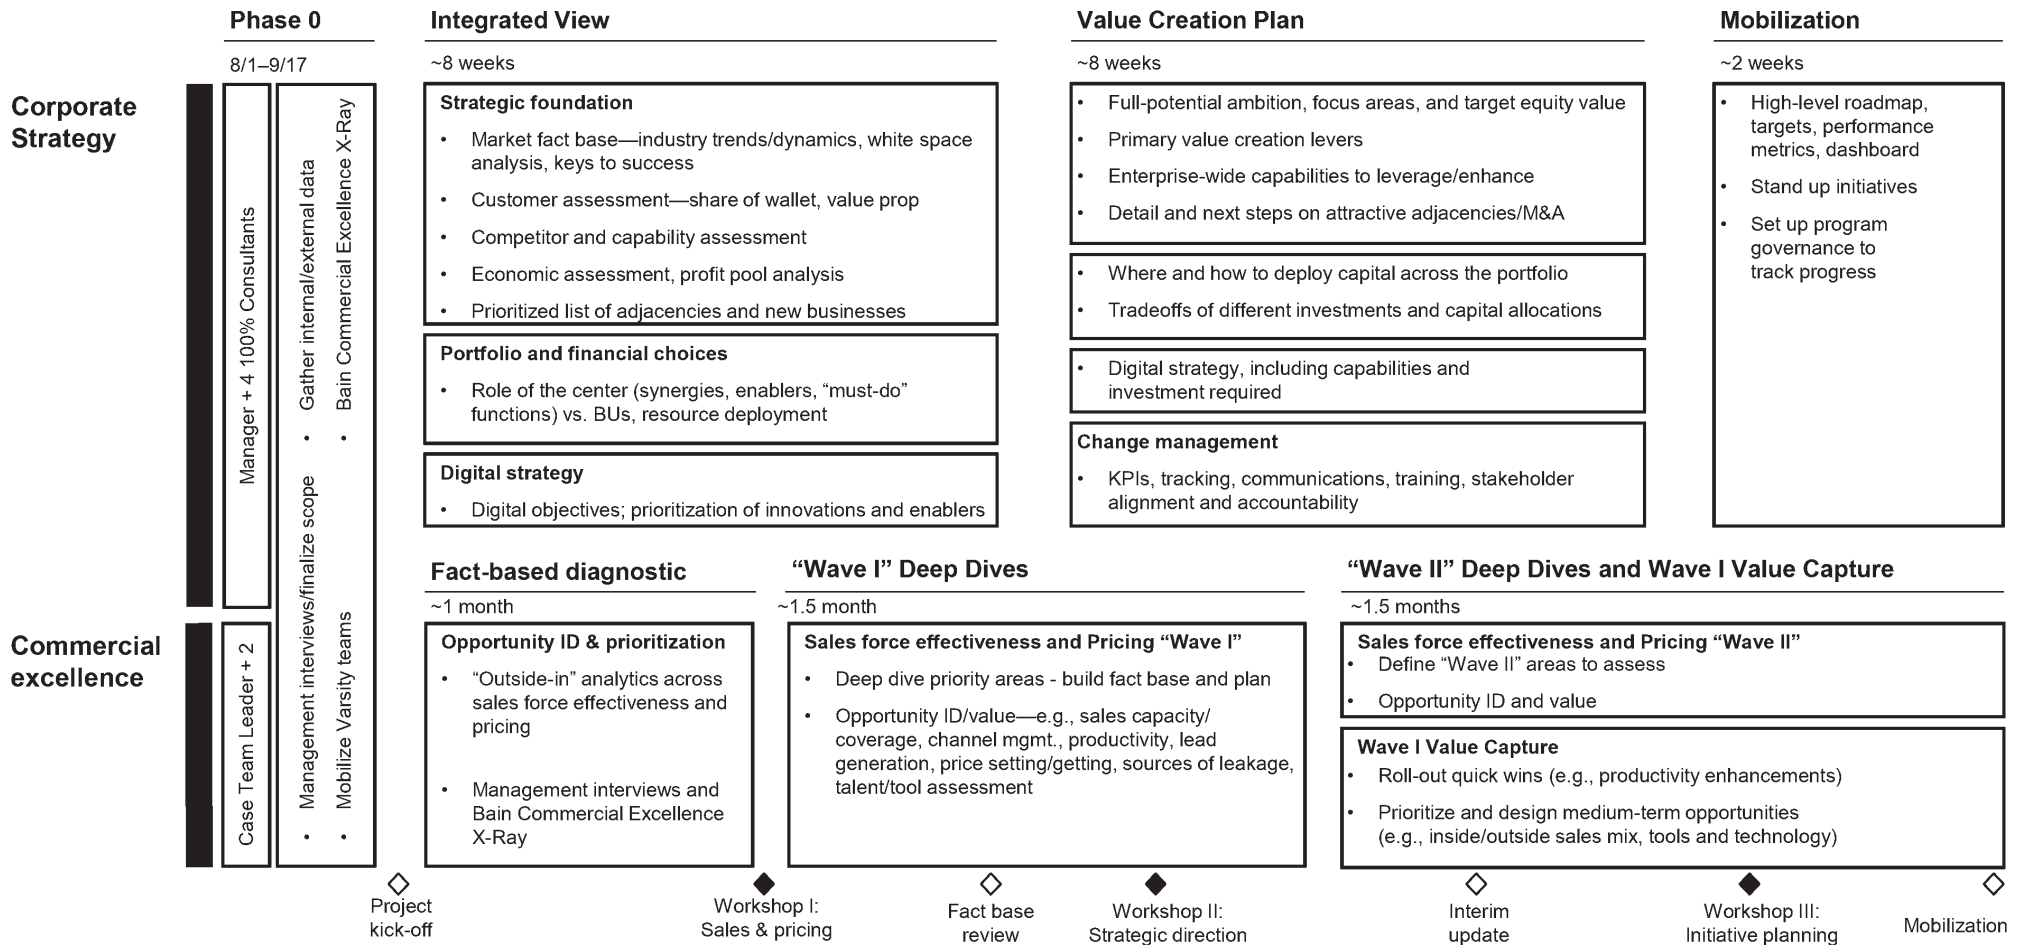 Phase 0
Integrated View
Value Creation Plan
Mobilization
8/1–9/17
~8 weeks
~8 weeks
~2 weeks
Corporate
Strategy
Manager + 4 100% Consultants
• Gather internal/external data
• Bain Commercial Excellence X-Ray
• Management interviews/finalize scope
• Mobilize Varsity teams
Strategic foundation
• Market fact base—industry trends/dynamics, white space
analysis, keys to success
• Customer assessment—share of wallet, value prop
• Competitor and capability assessment
• Economic assessment, profit pool analysis
• Prioritized list of adjacencies and new businesses
Portfolio and financial choices
• Role of the center (synergies, enablers, “must-do”
functions) vs. BUs, resource deployment
Digital strategy
• Digital objectives; prioritization of innovations and enablers
• Full-potential ambition, focus areas, and target equity value
• Primary value creation levers
• Enterprise-wide capabilities to leverage/enhance
• Detail and next steps on attractive adjacencies/M&A
• Where and how to deploy capital across the portfolio
• Tradeoffs of different investments and capital allocations
• Digital strategy, including capabilities and
investment required
Change management
• KPIs, tracking, communications, training, stakeholder
alignment and accountability
• High-level roadmap,
targets, performance
metrics, dashboard
• Stand up initiatives
• Set up program
governance to
track progress
Commercial
excellence
Case Team Leader + 2
Fact-based diagnostic
~1 month
Opportunity ID & prioritization
• “Outside-in” analytics across
sales force effectiveness and
pricing
• Management interviews and
Bain Commercial Excellence
X-Ray
“Wave I” Deep Dives
~1.5 month
Sales force effectiveness and Pricing “Wave I”
• Deep dive priority areas - build fact base and plan
• Opportunity ID/value—e.g., sales capacity/
coverage, channel mgmt., productivity, lead
generation, price setting/getting, sources of leakage,
talent/tool assessment
“Wave II” Deep Dives and Wave I Value Capture
~1.5 months
Sales force effectiveness and Pricing “Wave II”
• Define “Wave II” areas to assess
• Opportunity ID and value
Wave I Value Capture
• Roll-out quick wins (e.g., productivity enhancements)
• Prioritize and design medium-term opportunities
(e.g., inside/outside sales mix, tools and technology)
Project
kick-off
Workshop I:
Sales & pricing
Fact base
review
Workshop II:
Strategic direction
Interim
update
Workshop III:
Initiative planning
Mobilization